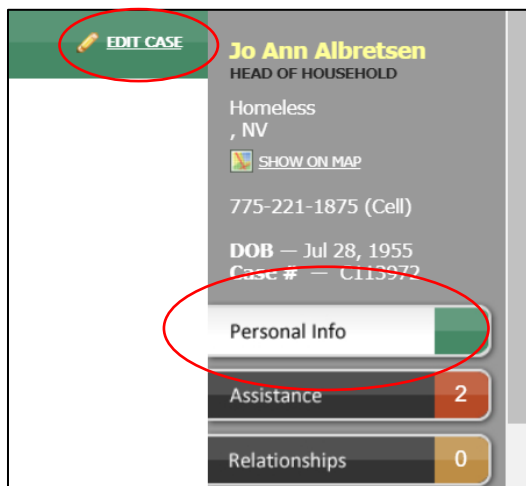 EDIT CASE
Jo Ann Albretsen
HEAD OF HOUSEHOLD
Homeless
, NV
SHOW ON MAP
775-221-1875 (Cell)
DOB — Jul 28, 1955
Case # — C113972
Personal Info
Assistance 2
Relationships 0